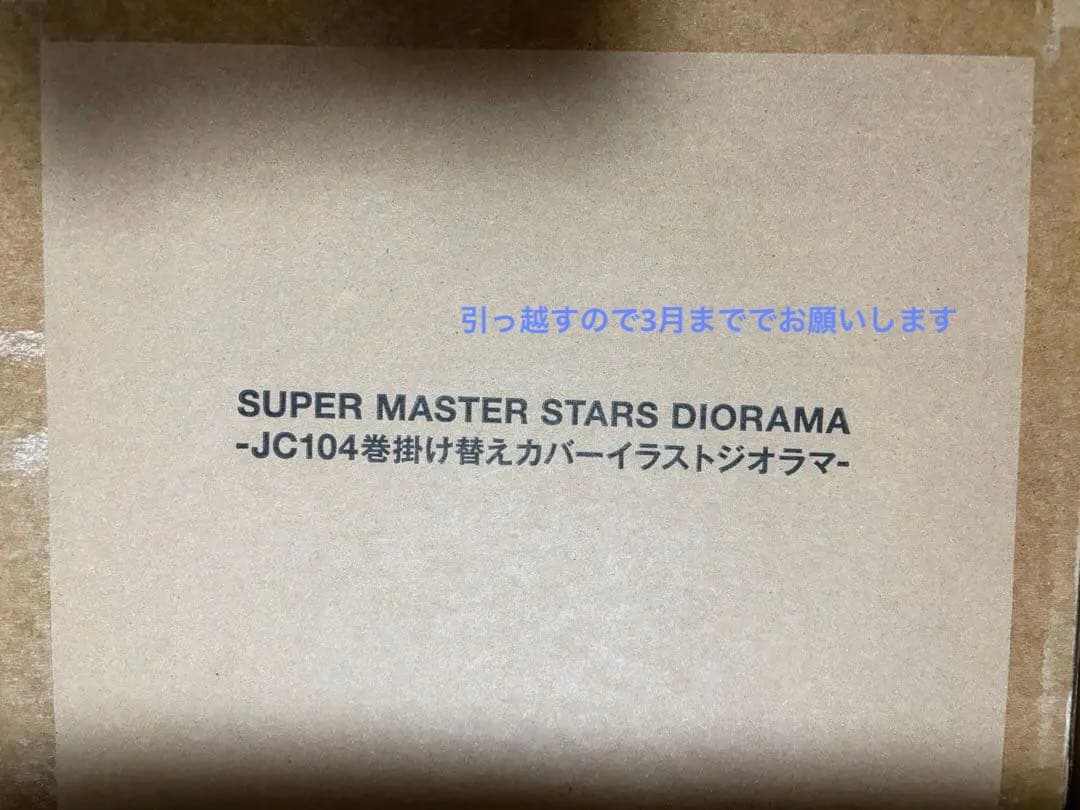 引っ越すので3月まででお願いします
SUPER MASTER STARS DIORAMA
-JC104巻掛け替えカバーイラストジオラマ-